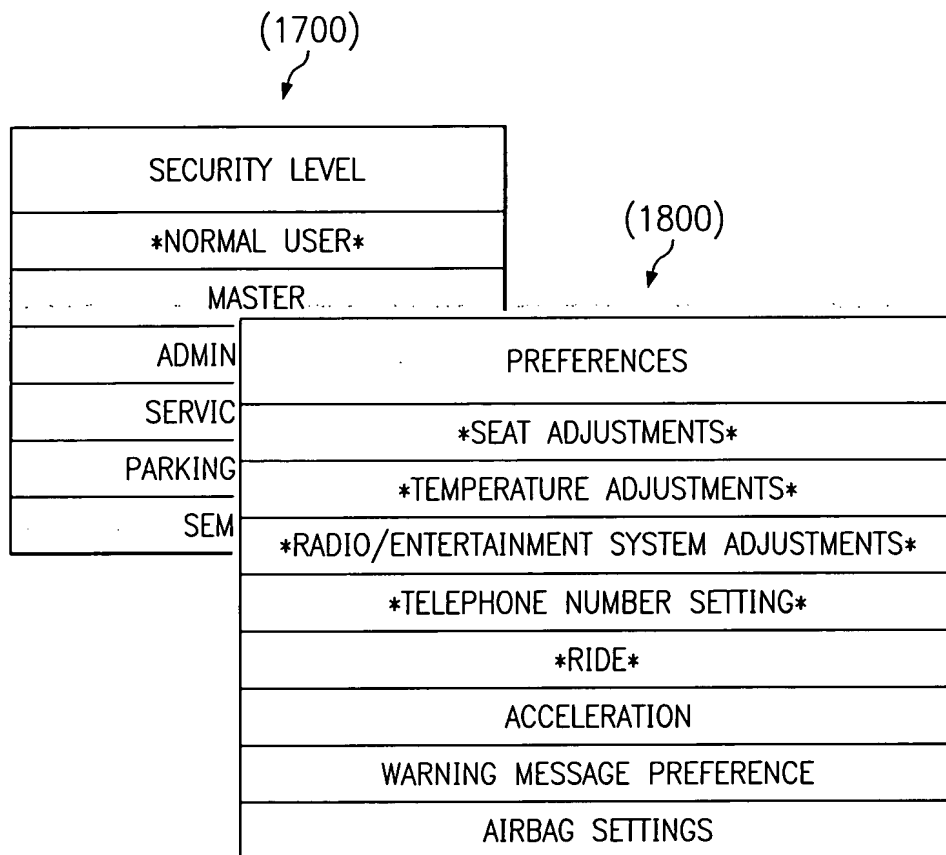 (1700)
SECURITY LEVEL
*NORMAL USER*
MASTER
ADMIN
SERVIC
PARKING
SEM
(1800)
PREFERENCES
*SEAT ADJUSTMENTS*
*TEMPERATURE ADJUSTMENTS*
*RADIO/ENTERTAINMENT SYSTEM ADJUSTMENTS*
*TELEPHONE NUMBER SETTING*
*RIDE*
ACCELERATION
WARNING MESSAGE PREFERENCE
AIRBAG SETTINGS